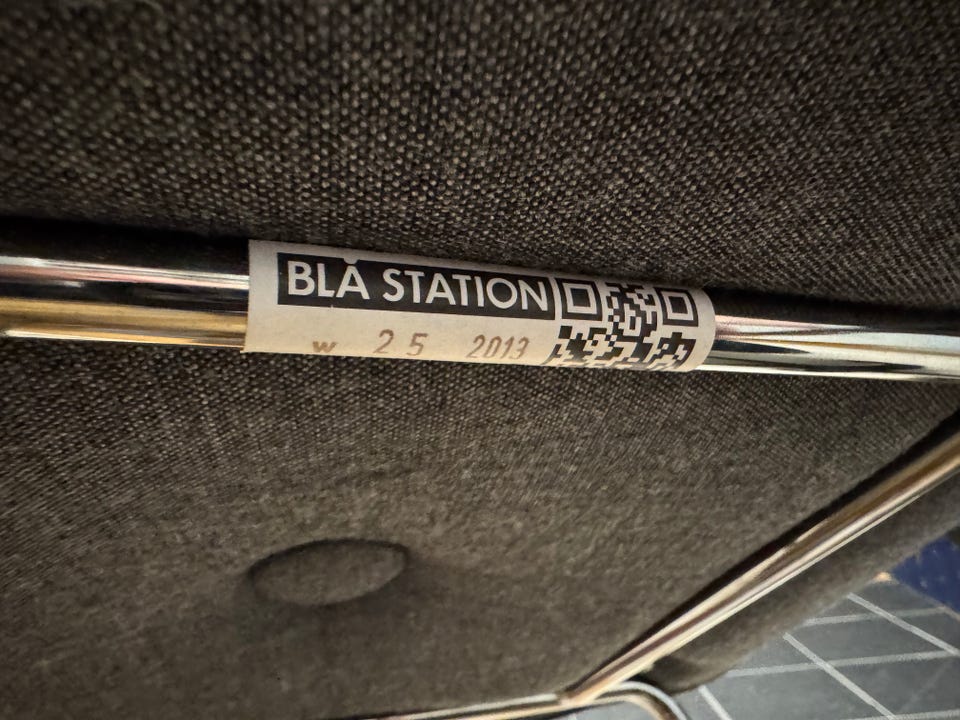 BLÅ STATION
w 25 2013